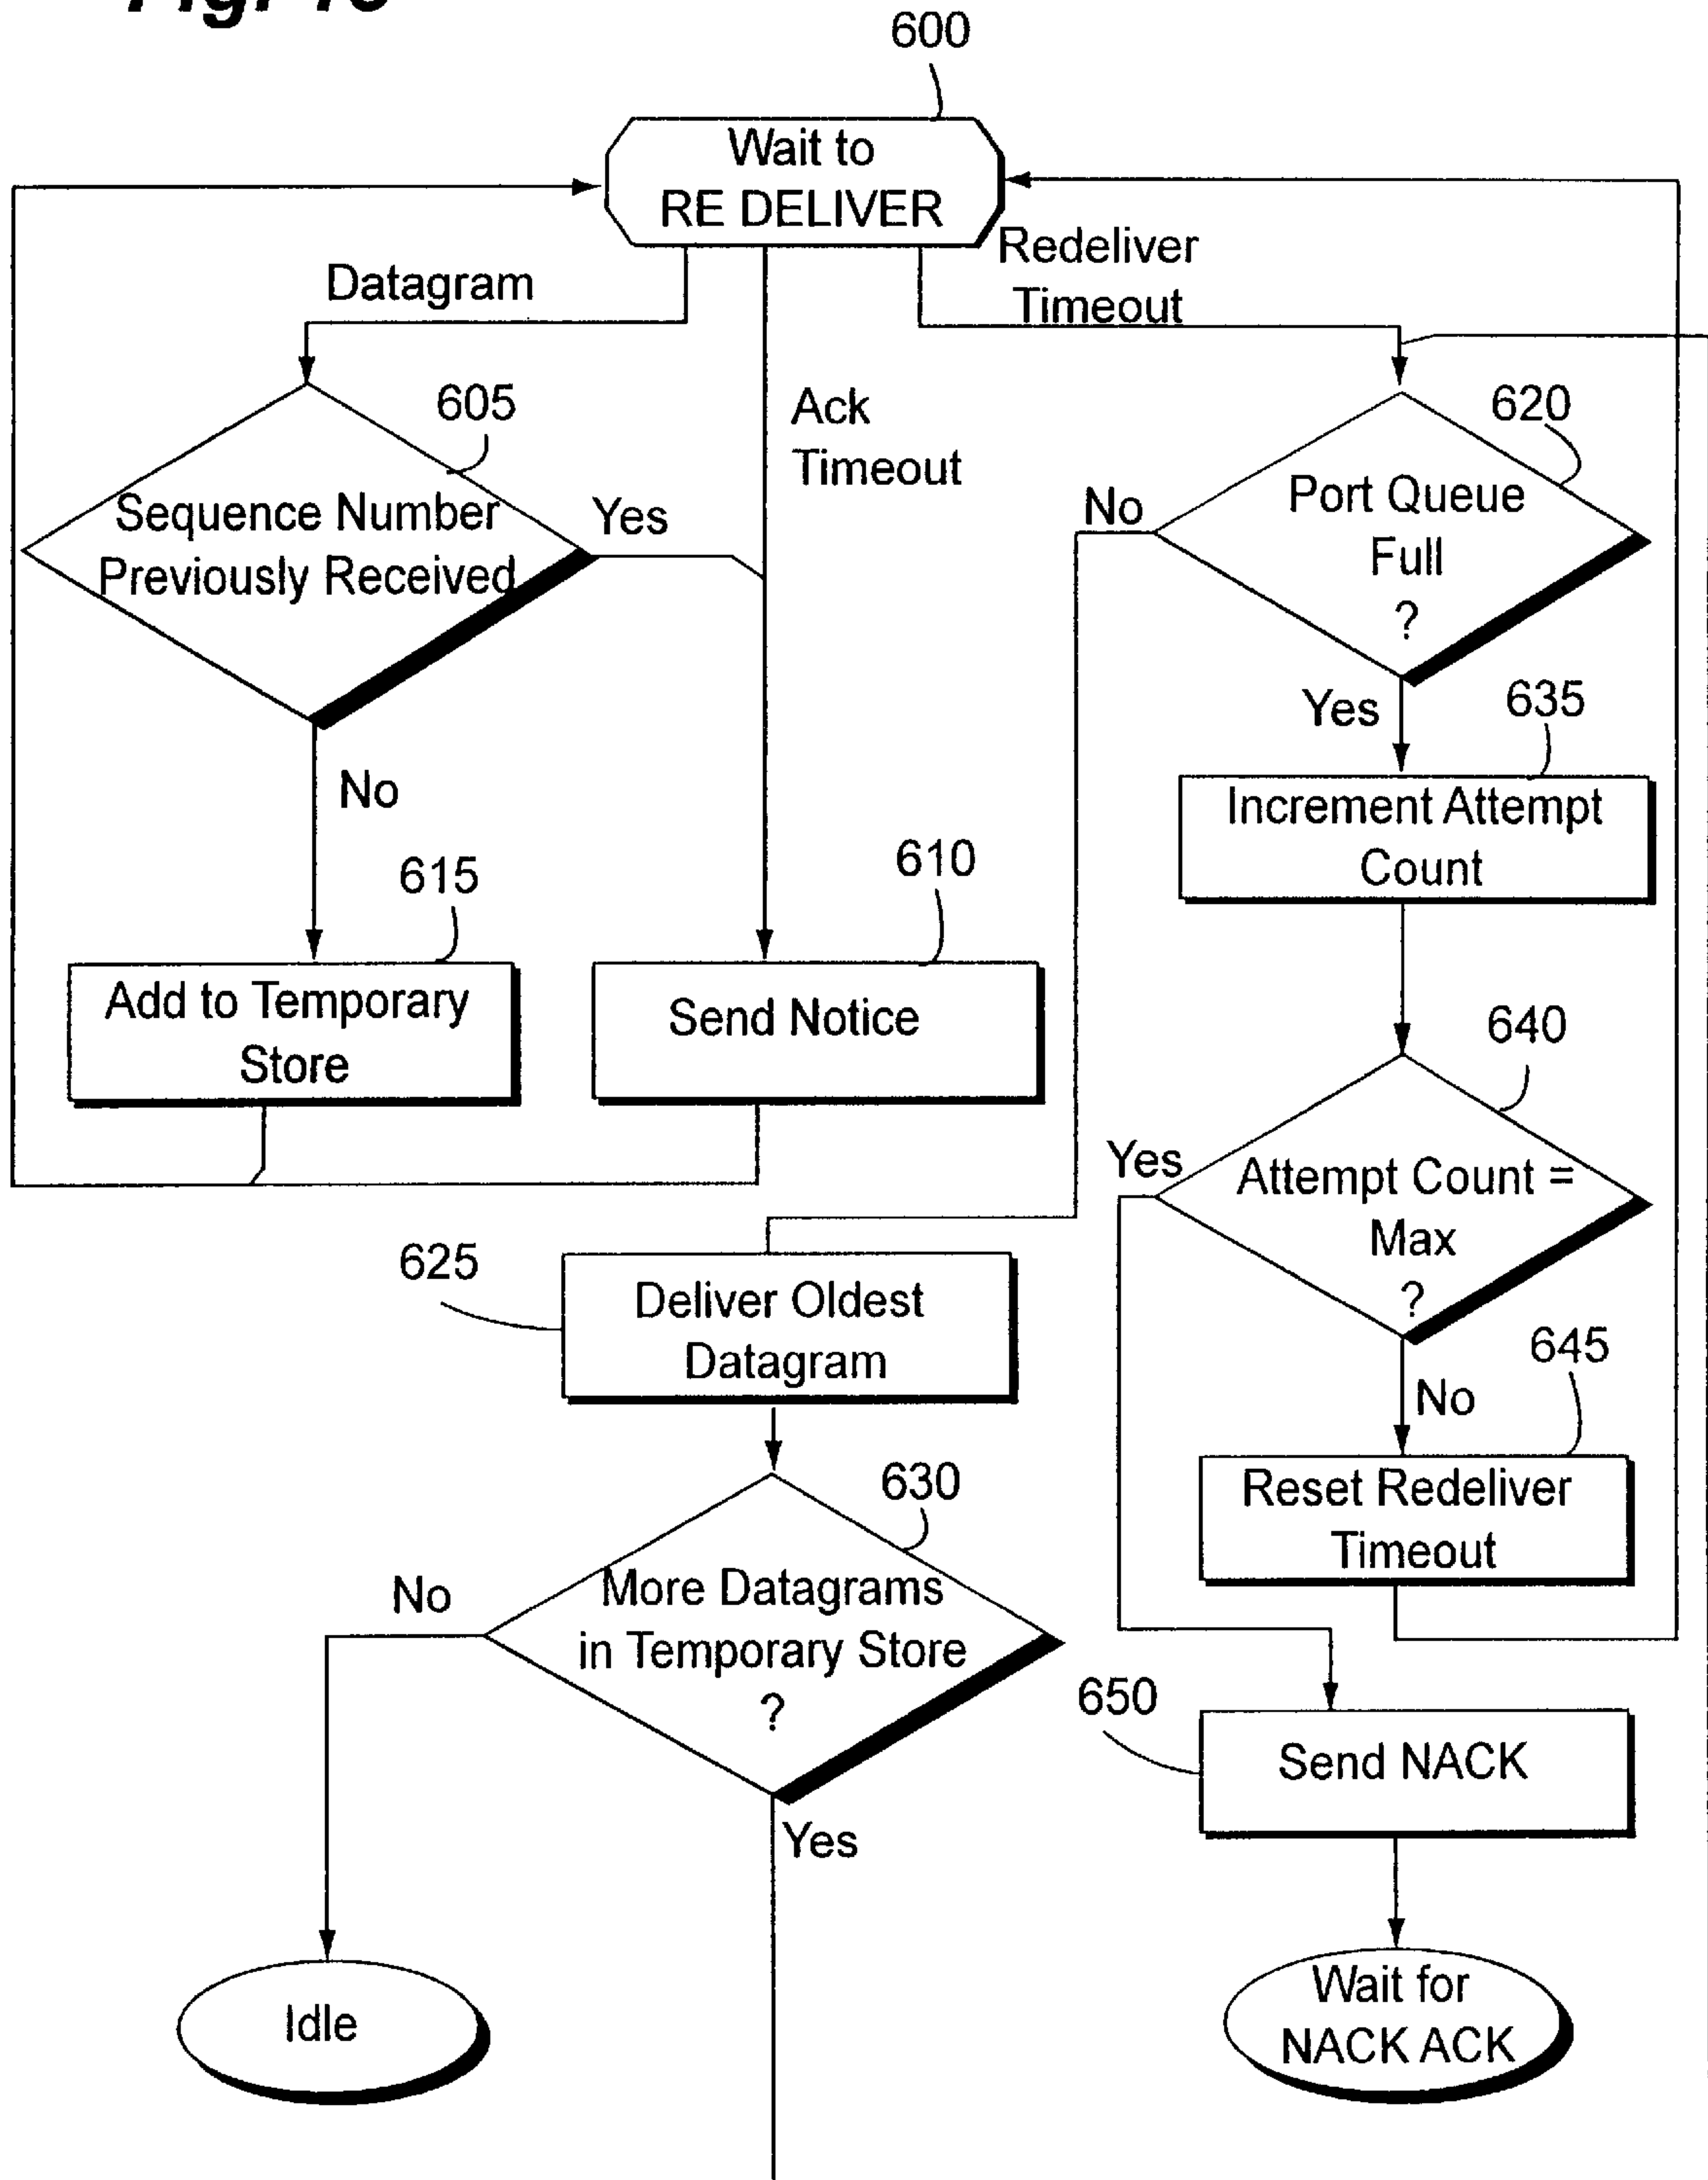 600
Wait to
RE DELIVER
Datagram
Redeliver
Timeout
605
Ack
Timeout
620
Sequence Number
Previously Received
Yes
No
Port Queue
Full
?
Yes
635
No
Increment Attempt
Count
615
610
Add to Temporary
Store
Send Notice
640
Yes
Attempt Count =
Max
?
625
Deliver Oldest
Datagram
645
No
630
Reset Redeliver
Timeout
No
More Datagrams
in Temporary Store
?
650
Send NACK
Yes
Idle
Wait for
NACK ACK